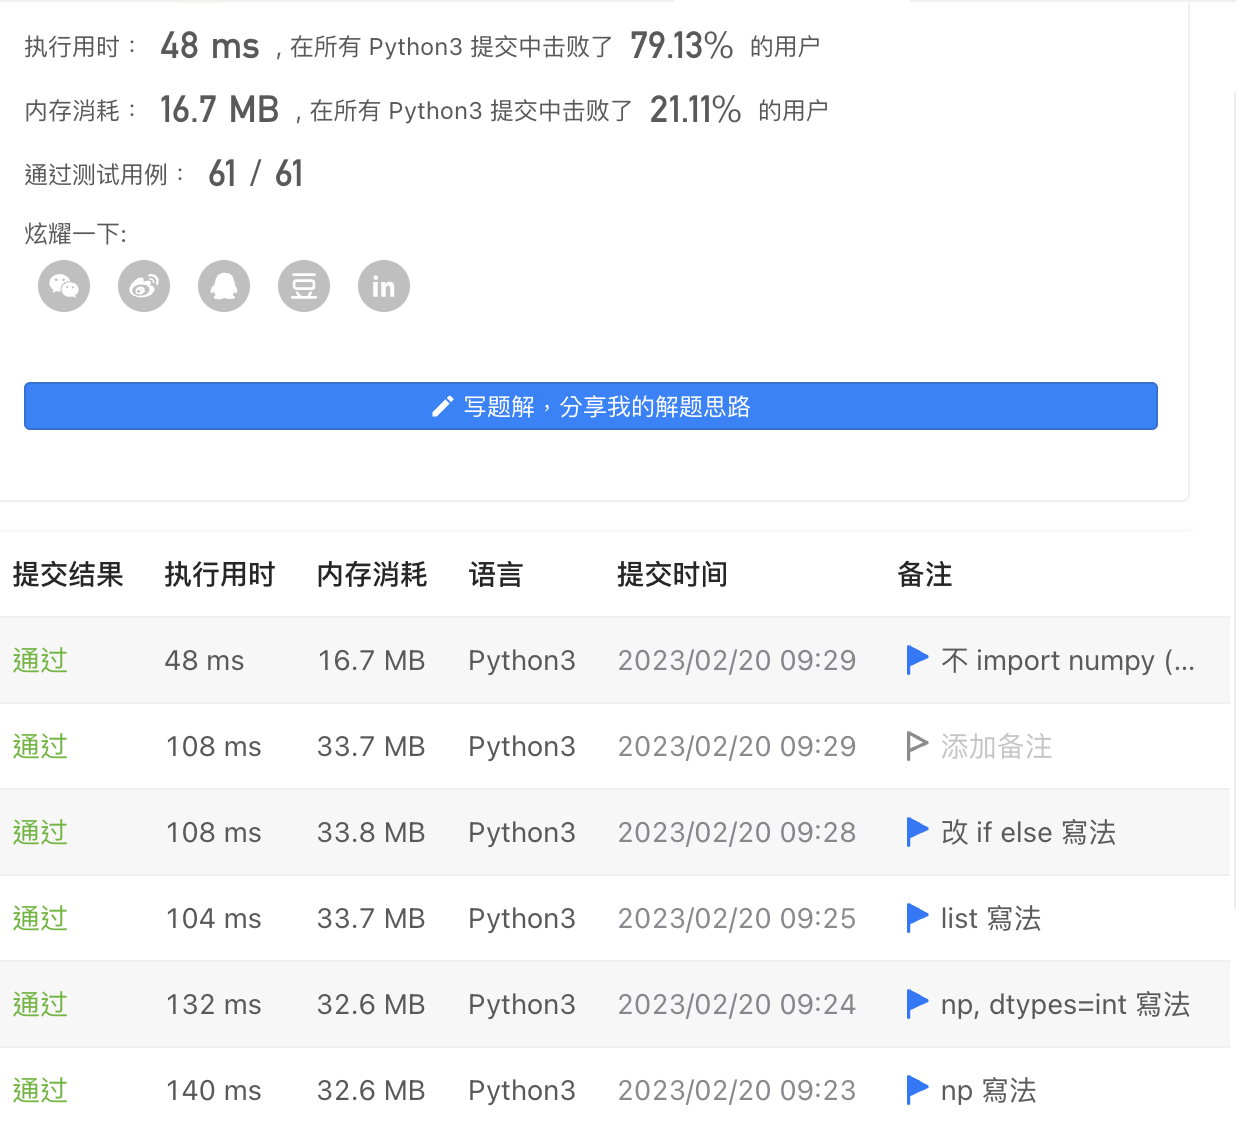 执行用时： 48 ms , 在所有 Python3 提交中击败了 79.13% 的用户
内存消耗： 16.7 MB , 在所有 Python3 提交中击败了 21.11% 的用户
通过测试用例： 61 / 61
炫耀一下:
豆 in
写题解，分享我的解题思路
提交结果 执行用时 内存消耗 语言 提交时间 备注
通过 48 ms 16.7 MB Python3 2023/02/20 09:29 不 import numpy (...
通过 108 ms 33.7 MB Python3 2023/02/20 09:29 添加备注
通过 108 ms 33.8 MB Python3 2023/02/20 09:28 改 if else 寫法
通过 104 ms 33.7 MB Python3 2023/02/20 09:25 list 寫法
通过 132 ms 32.6 MB Python3 2023/02/20 09:24 np, dtypes=int 寫法
通过 140 ms 32.6 MB Python3 2023/02/20 09:23 np 寫法